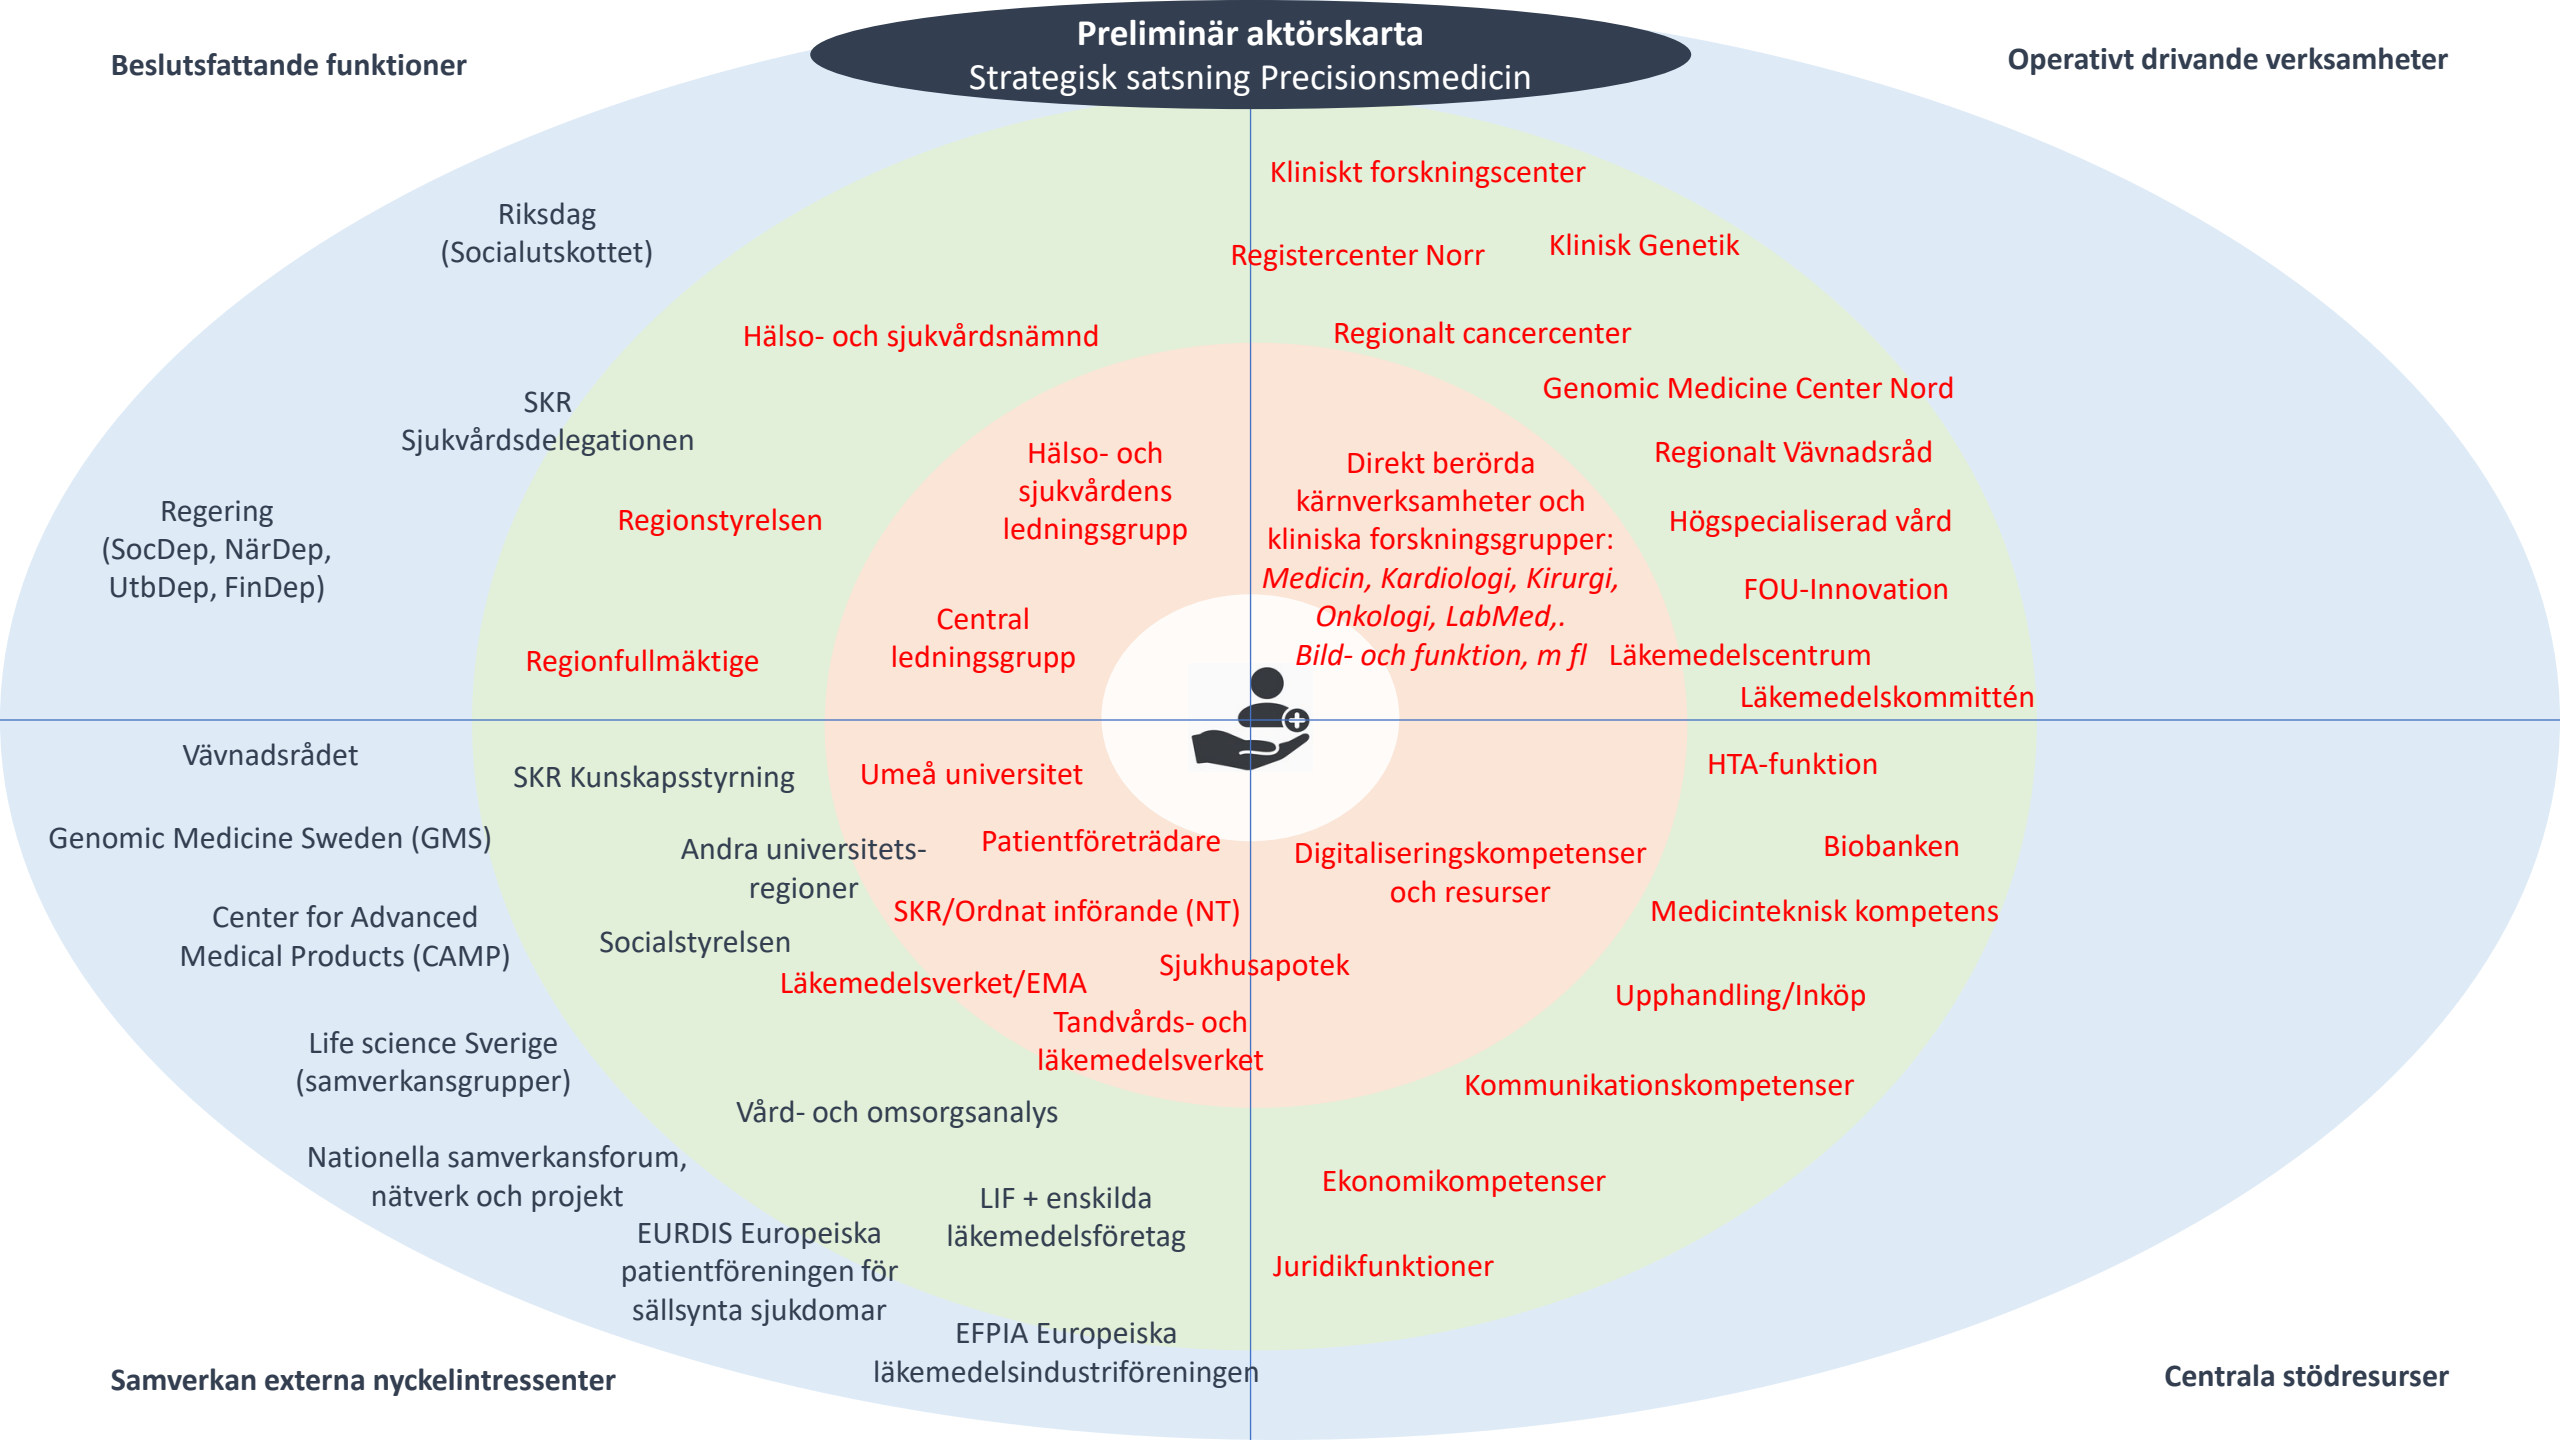 Preliminär aktörskarta
Strategisk satsning Precisionsmedicin
Beslutsfattande funktioner
Riksdag
(Socialutskottet)
Hälso- och sjukvårdsnämnd
SKR
Sjukvårdsdelegationen
Hälso- och
sjukvårdens
ledningsgrupp
Regering
(SocDep, NärDep,
UtbDep, FinDep)
Regionstyrelsen
Central
ledningsgrupp
Regionfullmäktige
Operativt drivande verksamheter
Kliniskt forskningscenter
Registercenter Norr
Klinisk Genetik
Regionalt cancercenter
Genomic Medicine Center Nord
Regionalt Vävnadsråd
Direkt berörda
kärnverksamheter och
kliniska forskningsgrupper:
Medicin, Kardiologi, Kirurgi,
Onkologi, LabMed,.
Bild- och funktion, m fl
Högspecialiserad vård
FOU-Innovation
Läkemedelscentrum
Läkemedelskommittén
Vävnadsrådet
SKR Kunskapsstyrning
Umeå universitet
Genomic Medicine Sweden (GMS)
Andra universitets-
regioner
Patientföreträdare
Center for Advanced
Medical Products (CAMP)
SKR/Ordnat införande (NT)
Socialstyrelsen
Läkemedelsverket/EMA
Sjukhusapotek
Tandvårds- och
läkemedelsverket
Life science Sverige
(samverkansgrupper)
Vård- och omsorgsanalys
Nationella samverkansforum,
nätverk och projekt
LIF + enskilda
läkemedelsföretag
EURDIS Europeiska
patientföreningen för
sällsynta sjukdomar
EFPIA Europeiska
läkemedelsindustriföreningen
Samverkan externa nyckelintressenter
HTA-funktion
Digitaliseringskompetenser
och resurser
Biobanken
Medicinteknisk kompetens
Upphandling/Inköp
Kommunikationskompetenser
Ekonomikompetenser
Juridikfunktioner
Centrala stödresurser